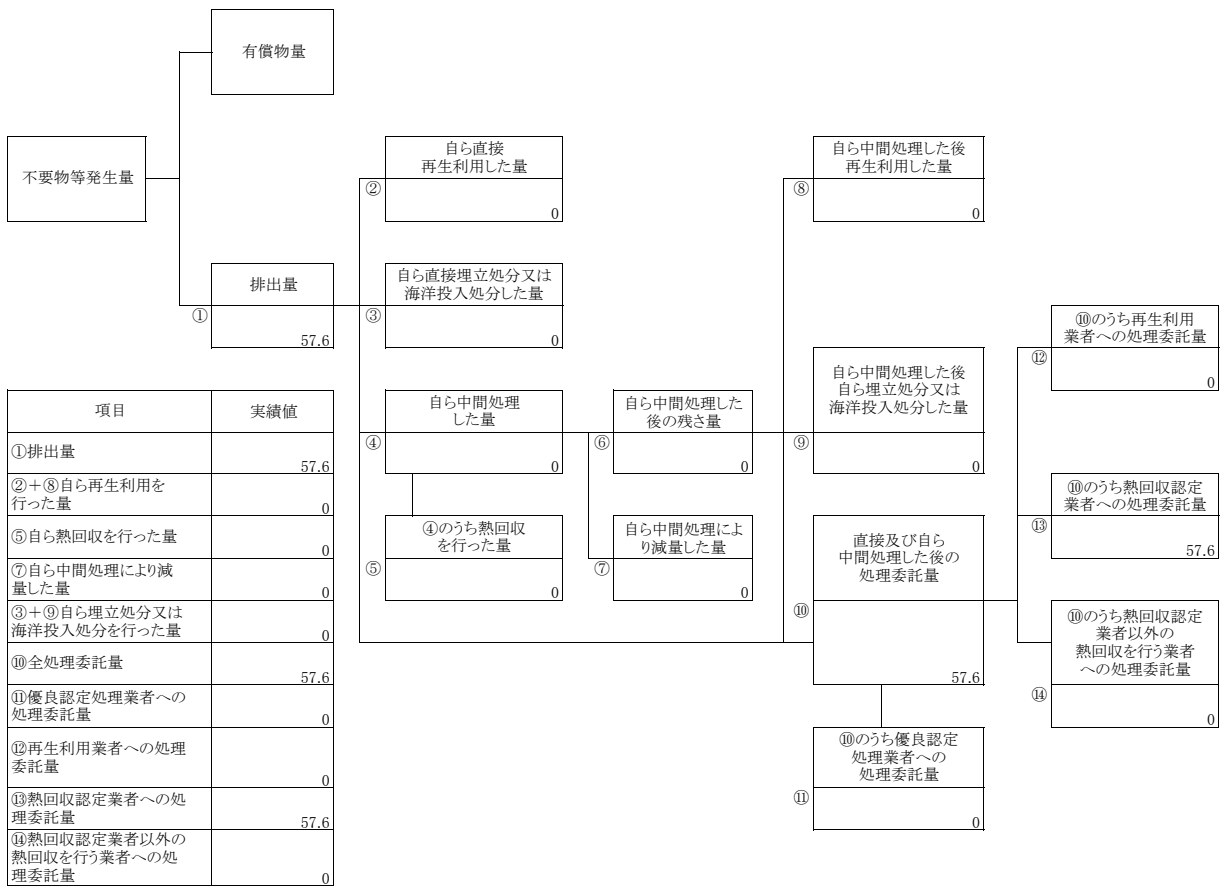 有償物量
不要物等発生量
自ら直接
再生利用した量
②
0
自ら中間処理した後
再生利用した量
⑧
0
排出量
①
57.6
自ら直接埋立処分又は
海洋投入処分した量
③
0
⑩のうち再生利用
業者への処理委託量
⑫
0
自ら中間処理
した量
④
0
自ら中間処理した
後の残さ量
⑥
0
自ら中間処理した後
自ら埋立処分又は
海洋投入処分した量
⑨
0
⑩のうち熱回収認定
業者への処理委託量
⑬
57.6
④のうち熱回収
を行った量
⑤
0
自ら中間処理によ
り減量した量
⑦
0
直接及び自ら
中間処理した後の
処理委託量
⑩
57.6
⑩のうち熱回収認定
業者以外の
熱回収を行う業者
への処理委託量
⑭
0
⑩のうち優良認定
処理業者への
処理委託量
⑪
0
項目 実績値
①排出量
57.6
②+⑧自ら再生利用を
行った量
0
⑤自ら熱回収を行った量
0
⑦自ら中間処理により減
量した量
0
③+⑨自ら埋立処分又は
海洋投入処分を行った量
0
⑩全処理委託量
57.6
⑪優良認定処理業者への
処理委託量
0
⑫再生利用業者への処理
委託量
0
⑬熱回収認定業者への処
理委託量
57.6
⑭熱回収認定業者以外の
熱回収を行う業者への処
理委託量
0